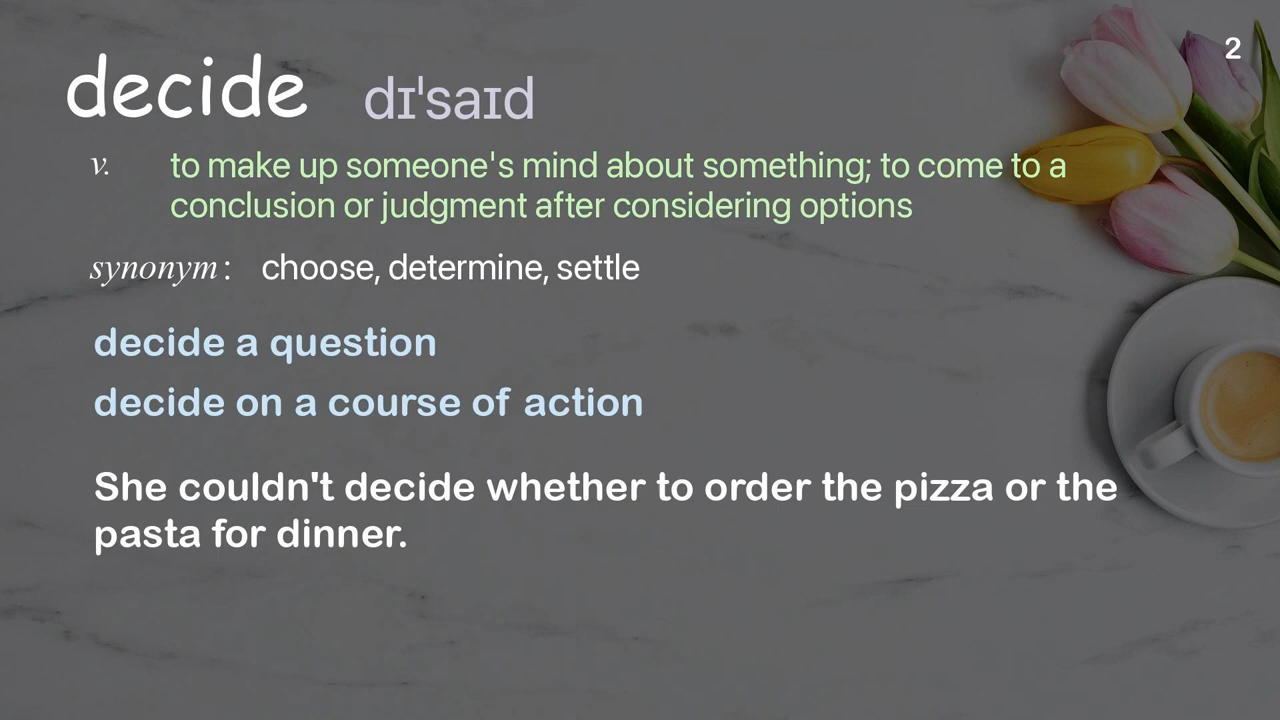 2
decide dɪˈsaɪd
v. to make up someone's mind about something; to come to a
conclusion or judgment after considering options
synonym: choose, determine, settle
decide a question
decide on a course of action
She couldn't decide whether to order the pizza or the
pasta for dinner.